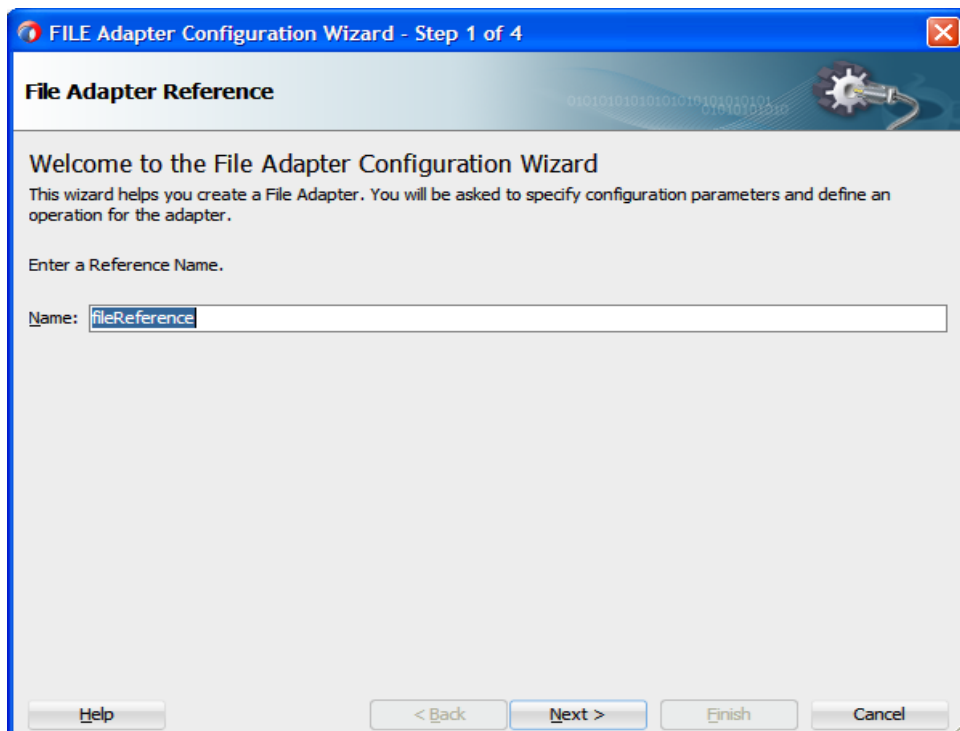 FILE Adapter Configuration Wizard - Step 1 of 4
File Adapter Reference
Welcome to the File Adapter Configuration Wizard
This wizard helps you create a File Adapter. You will be asked to specify configuration parameters and define an
operation for the adapter.
Enter a Reference Name.
Name: fileReference
Help < Back Next > Finish Cancel